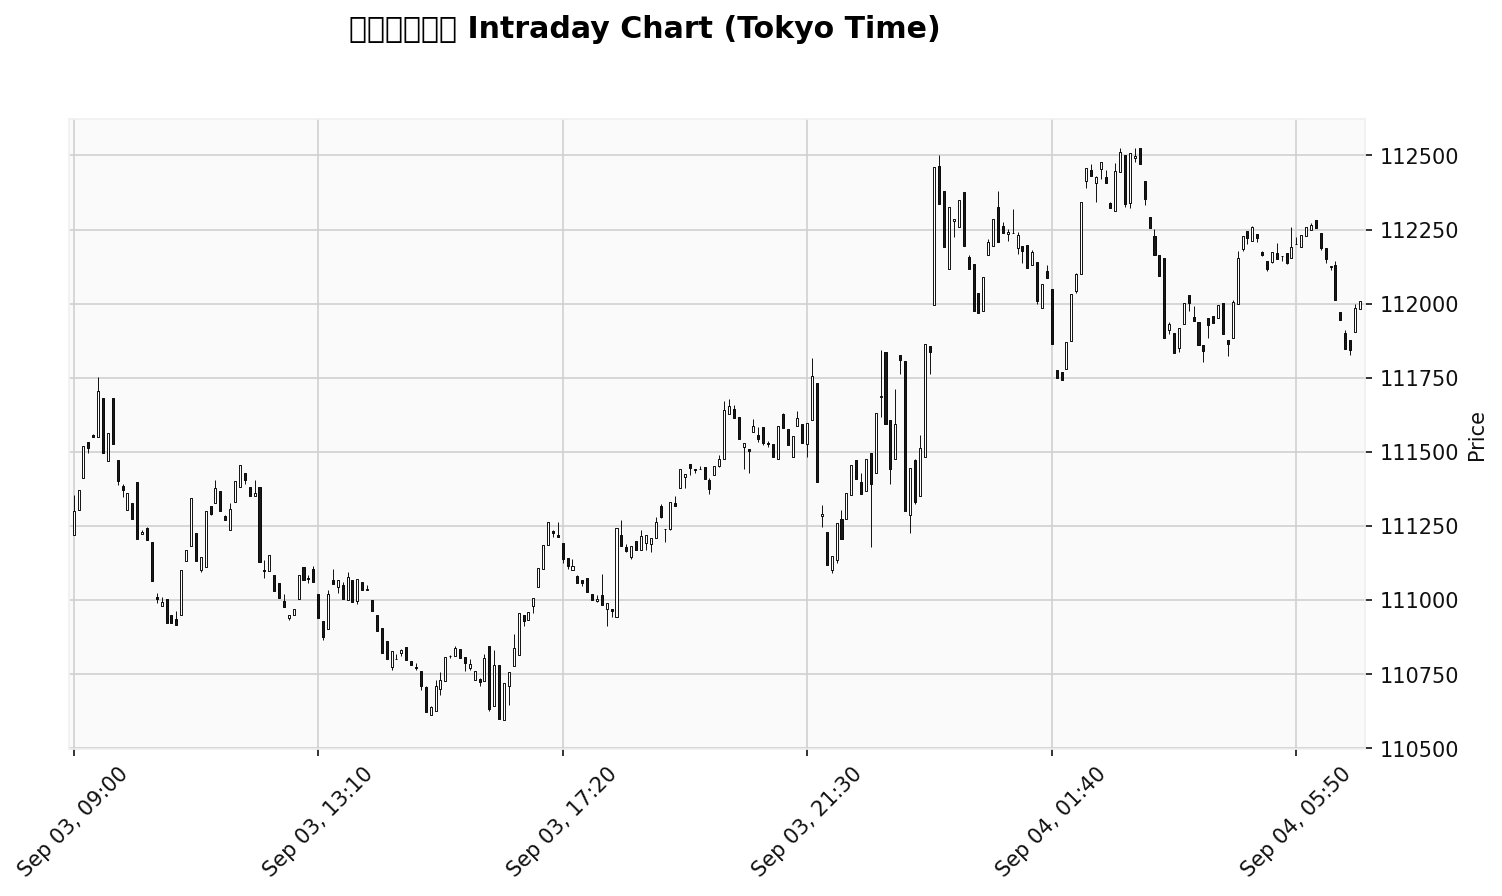 Intraday Chart (Tokyo Time)
112500
112250
112000
111750
111500
111250
111000
110750
110500
Price
Sep 03, 09:00
Sep 03, 13:10
Sep 03, 17:20
Sep 03, 21:30
Sep 04, 01:40
Sep 04, 05:50